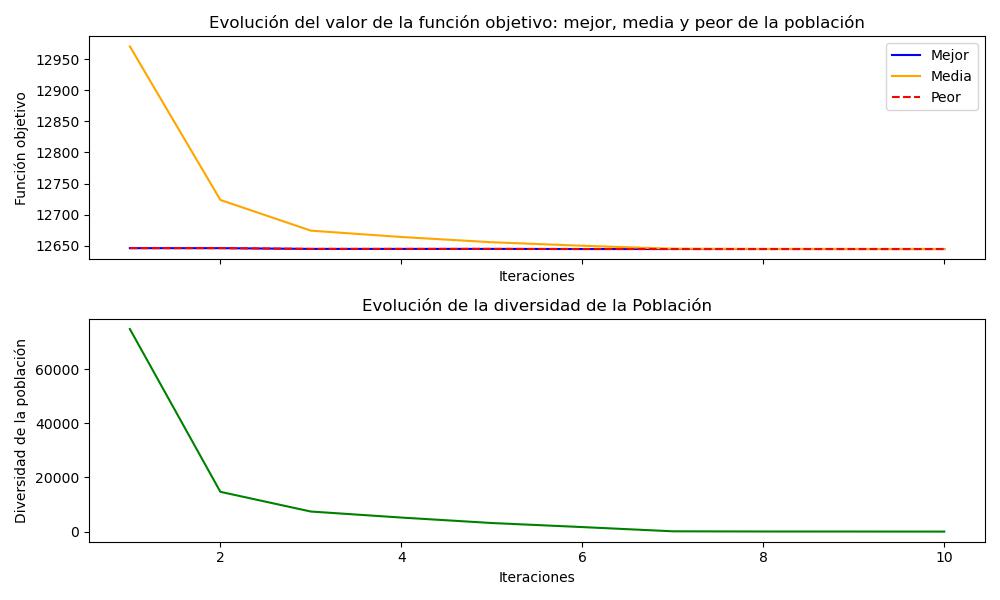 Evolución del valor de la función objetivo: mejor, media y peor de la población
Función objetivo
12950
12900
12850
12800
12750
12700
12650
Mejor
Media
Peor
Iteraciones
Evolución de la diversidad de la Población
Diversidad de la población
60000
40000
20000
0
2
4
6
8
10
Iteraciones